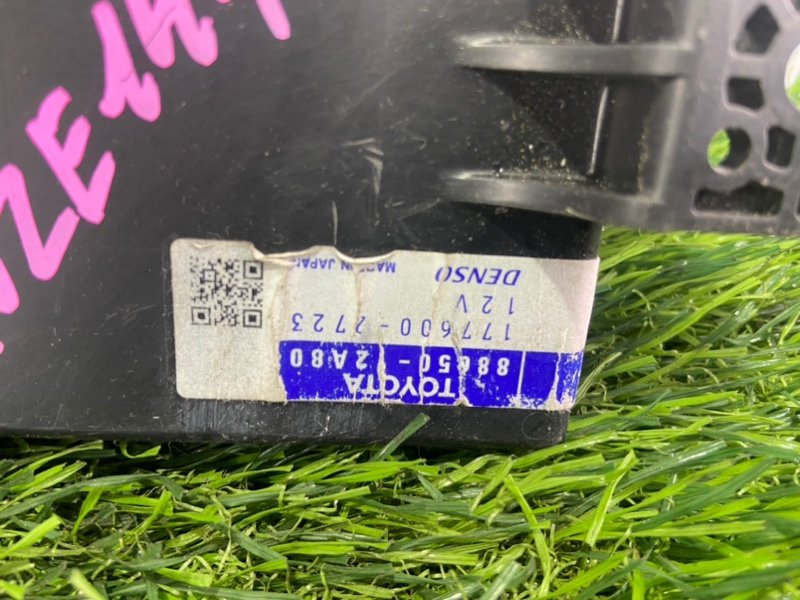 TOYOTA
88650-2A80
177600-2723
12V
DENSO MADE IN JAPAN